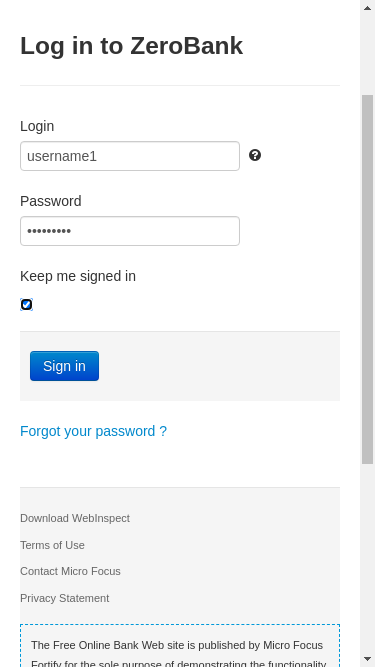 Log in to ZeroBank
Login
username1
Password
•••••••••
Keep me signed in
Sign in
Forgot your password ?
Download WebInspect
Terms of Use
Contact Micro Focus
Privacy Statement
The Free Online Bank Web site is published by Micro Focus
Fortify for the sole purpose of demonstrating the functionality